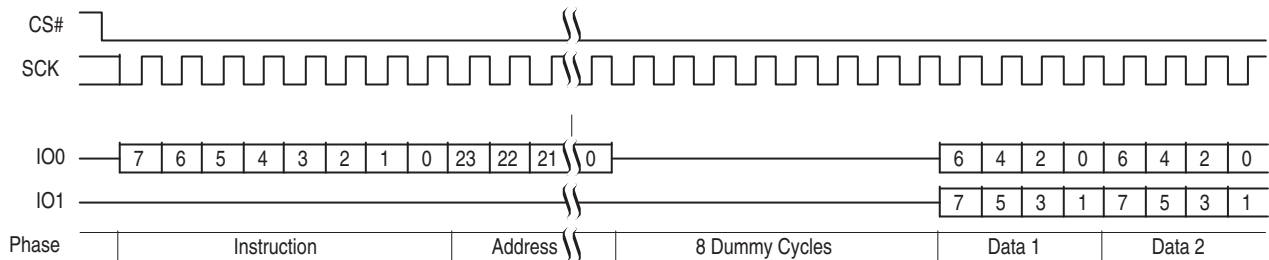 CS#
SCK
IO0 7 6 5 4 3 2 1 0 23 22 21 0 6 4 2 0 6 4 2 0
IO1 7 5 3 1 7 5 3 1
Phase Instruction Address 8 Dummy Cycles Data 1 Data 2